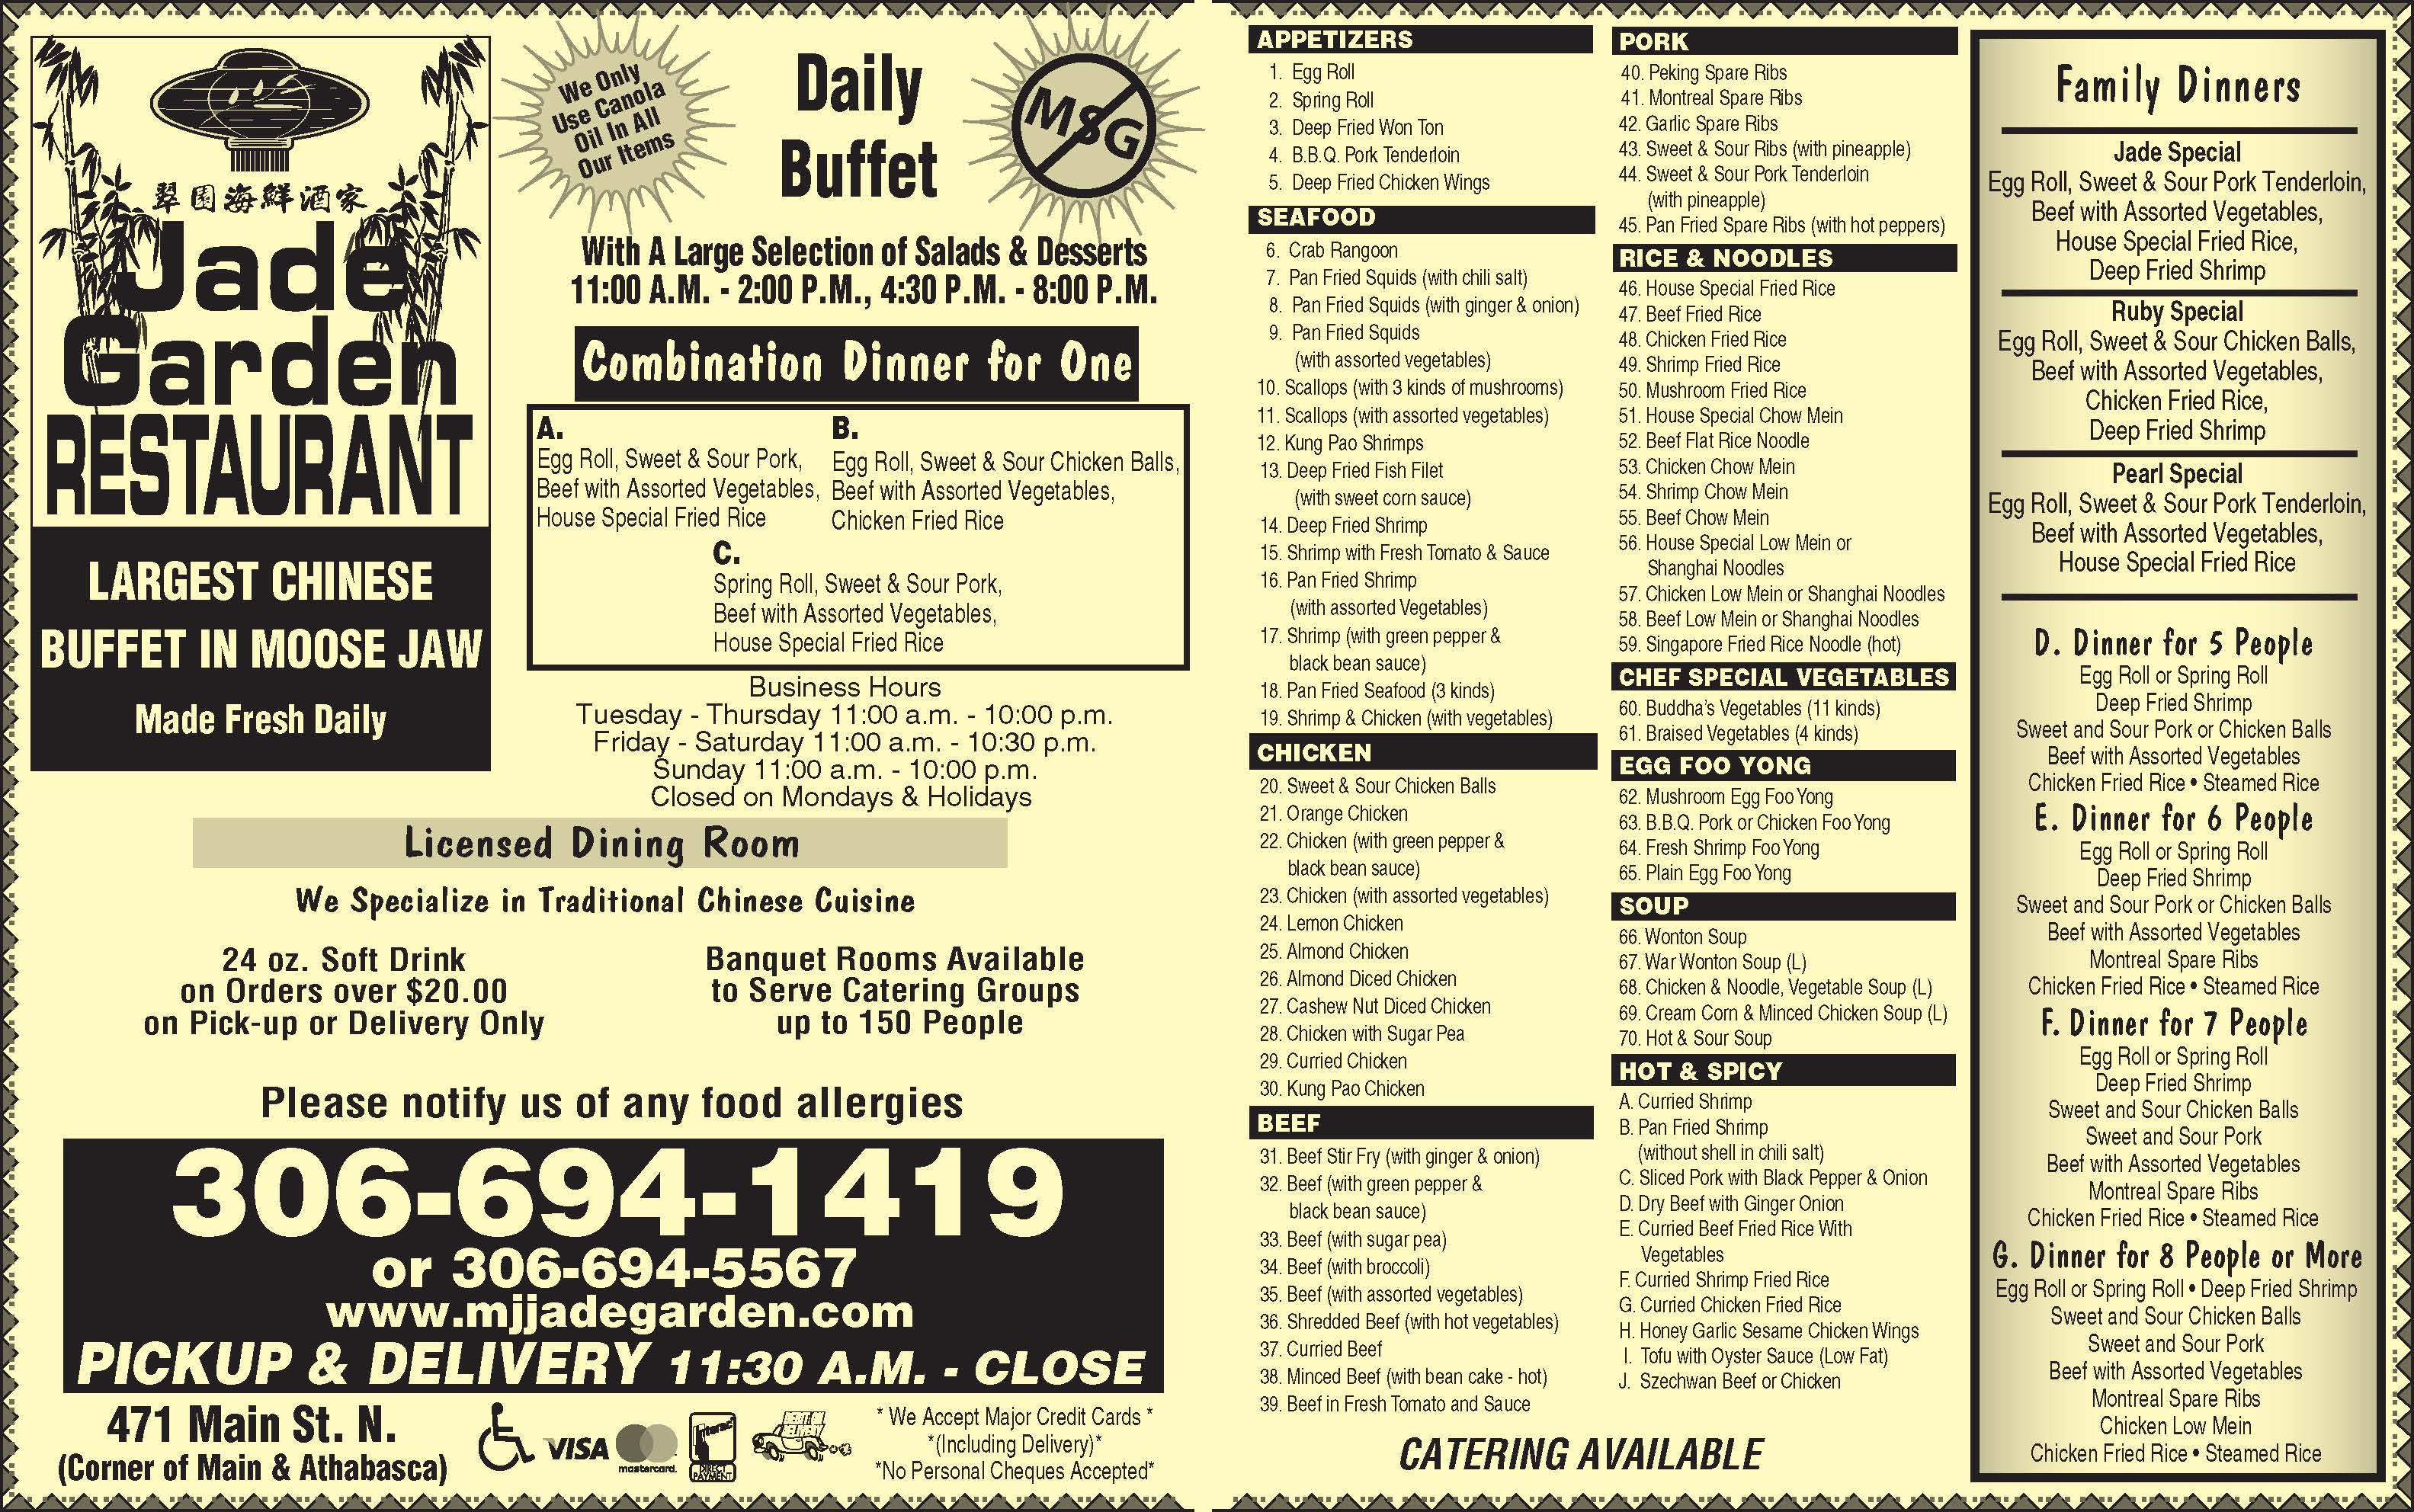 翠園海鮮酒家
Jade
Garden
RESTAURANT
LARGEST CHINESE
BUFFET IN MOOSE JAW
Made Fresh Daily
We Only
Use Canola
Oil In All
Our Items
Daily
Buffet
MSG
With A Large Selection of Salads & Desserts
11:00 A.M. - 2:00 P.M., 4:30 P.M. - 8:00 P.M.
Combination Dinner for One
A.
Egg Roll, Sweet & Sour Pork,
Beef with Assorted Vegetables,
House Special Fried Rice
B.
Egg Roll, Sweet & Sour Chicken Balls,
Beef with Assorted Vegetables,
Chicken Fried Rice
C.
Spring Roll, Sweet & Sour Pork,
Beef with Assorted Vegetables,
House Special Fried Rice
Business Hours
Tuesday - Thursday 11:00 a.m. - 10:00 p.m.
Friday - Saturday 11:00 a.m. - 10:30 p.m.
Sunday 11:00 a.m. - 10:00 p.m.
Closed on Mondays & Holidays
Licensed Dining Room
We Specialize in Traditional Chinese Cuisine
24 oz. Soft Drink
on Orders over $20.00
on Pick-up or Delivery Only
Banquet Rooms Available
to Serve Catering Groups
up to 150 People
Please notify us of any food allergies
306-694-1419
or 306-694-5567
www.mjjadegarden.com
PICKUP & DELIVERY 11:30 A.M. - CLOSE
471 Main St. N.
(Corner of Main & Athabasca)
VISA
mastercard.
Interac
DIRECT
PAYMENT
DELIVERY
* We Accept Major Credit Cards *
*(Including Delivery)*
*No Personal Cheques Accepted*
APPETIZERS
1. Egg Roll
2. Spring Roll
3. Deep Fried Won Ton
4. B.B.Q. Pork Tenderloin
5. Deep Fried Chicken Wings
SEAFOOD
6. Crab Rangoon
7. Pan Fried Squids (with chili salt)
8. Pan Fried Squids (with ginger & onion)
9. Pan Fried Squids
(with assorted vegetables)
10. Scallops (with 3 kinds of mushrooms)
11. Scallops (with assorted vegetables)
12. Kung Pao Shrimps
13. Deep Fried Fish Filet
(with sweet corn sauce)
14. Deep Fried Shrimp
15. Shrimp with Fresh Tomato & Sauce
16. Pan Fried Shrimp
(with assorted Vegetables)
17. Shrimp (with green pepper &
black bean sauce)
18. Pan Fried Seafood (3 kinds)
19. Shrimp & Chicken (with vegetables)
CHICKEN
20. Sweet & Sour Chicken Balls
21. Orange Chicken
22. Chicken (with green pepper &
black bean sauce)
23. Chicken (with assorted vegetables)
24. Lemon Chicken
25. Almond Chicken
26. Almond Diced Chicken
27. Cashew Nut Diced Chicken
28. Chicken with Sugar Pea
29. Curried Chicken
30. Kung Pao Chicken
BEEF
31. Beef Stir Fry (with ginger & onion)
32. Beef (with green pepper &
black bean sauce)
33. Beef (with sugar pea)
34. Beef (with broccoli)
35. Beef (with assorted vegetables)
36. Shredded Beef (with hot vegetables)
37. Curried Beef
38. Minced Beef (with bean cake - hot)
39. Beef in Fresh Tomato and Sauce
PORK
40. Peking Spare Ribs
41. Montreal Spare Ribs
42. Garlic Spare Ribs
43. Sweet & Sour Ribs (with pineapple)
44. Sweet & Sour Pork Tenderloin
(with pineapple)
45. Pan Fried Spare Ribs (with hot peppers)
RICE & NOODLES
46. House Special Fried Rice
47. Beef Fried Rice
48. Chicken Fried Rice
49. Shrimp Fried Rice
50. Mushroom Fried Rice
51. House Special Chow Mein
52. Beef Flat Rice Noodle
53. Chicken Chow Mein
54. Shrimp Chow Mein
55. Beef Chow Mein
56. House Special Low Mein or
Shanghai Noodles
57. Chicken Low Mein or Shanghai Noodles
58. Beef Low Mein or Shanghai Noodles
59. Singapore Fried Rice Noodle (hot)
CHEF SPECIAL VEGETABLES
60. Buddha's Vegetables (11 kinds)
61. Braised Vegetables (4 kinds)
EGG FOO YONG
62. Mushroom Egg Foo Yong
63. B.B.Q. Pork or Chicken Foo Yong
64. Fresh Shrimp Foo Yong
65. Plain Egg Foo Yong
SOUP
66. Wonton Soup
67. War Wonton Soup (L)
68. Chicken & Noodle, Vegetable Soup (L)
69. Cream Corn & Minced Chicken Soup (L)
70. Hot & Sour Soup
HOT & SPICY
A. Curried Shrimp
B. Pan Fried Shrimp
(without shell in chili salt)
C. Sliced Pork with Black Pepper & Onion
D. Dry Beef with Ginger Onion
E. Curried Beef Fried Rice With
Vegetables
F. Curried Shrimp Fried Rice
G. Curried Chicken Fried Rice
H. Honey Garlic Sesame Chicken Wings
I. Tofu with Oyster Sauce (Low Fat)
J. Szechwan Beef or Chicken
CATERING AVAILABLE
Family Dinners
Jade Special
Egg Roll, Sweet & Sour Pork Tenderloin,
Beef with Assorted Vegetables,
House Special Fried Rice,
Deep Fried Shrimp
Ruby Special
Egg Roll, Sweet & Sour Chicken Balls,
Beef with Assorted Vegetables,
Chicken Fried Rice,
Deep Fried Shrimp
Pearl Special
Egg Roll, Sweet & Sour Pork Tenderloin,
Beef with Assorted Vegetables,
House Special Fried Rice
D. Dinner for 5 People
Egg Roll or Spring Roll
Deep Fried Shrimp
Sweet and Sour Pork or Chicken Balls
Beef with Assorted Vegetables
Chicken Fried Rice • Steamed Rice
E. Dinner for 6 People
Egg Roll or Spring Roll
Deep Fried Shrimp
Sweet and Sour Pork or Chicken Balls
Beef with Assorted Vegetables
Montreal Spare Ribs
Chicken Fried Rice • Steamed Rice
F. Dinner for 7 People
Egg Roll or Spring Roll
Deep Fried Shrimp
Sweet and Sour Chicken Balls
Sweet and Sour Pork
Beef with Assorted Vegetables
Montreal Spare Ribs
Chicken Fried Rice • Steamed Rice
G. Dinner for 8 People or More
Egg Roll or Spring Roll • Deep Fried Shrimp
Sweet and Sour Chicken Balls
Sweet and Sour Pork
Beef with Assorted Vegetables
Montreal Spare Ribs
Chicken Low Mein
Chicken Fried Rice • Steamed Rice